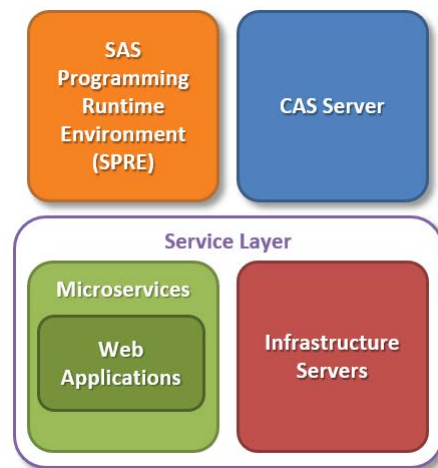 SAS
Programming
Runtime
Environment
(SPRE)
CAS Server
Service Layer
Microservices
Web
Applications
Infrastructure
Servers